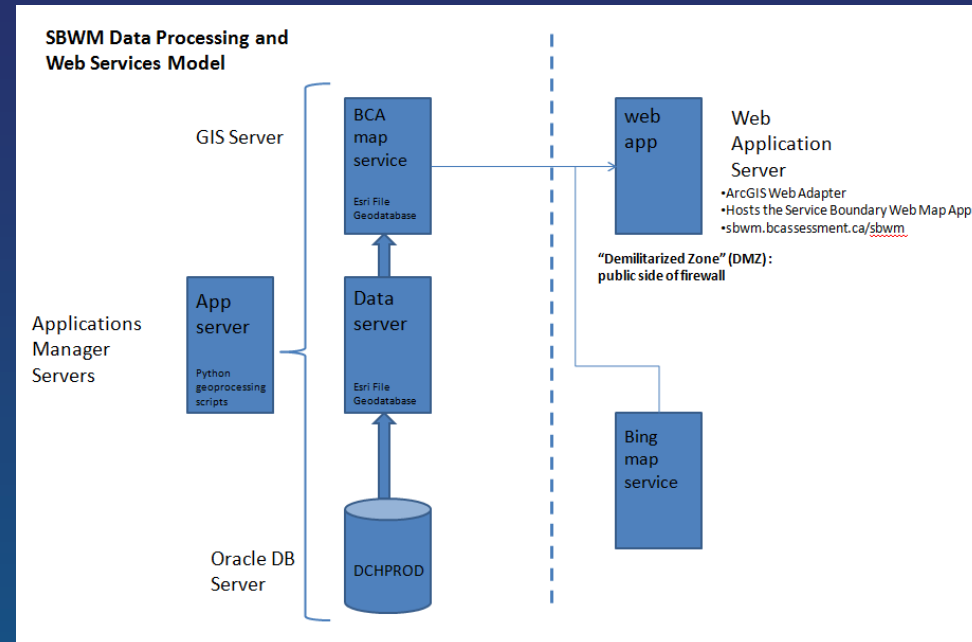 SBWM Data Processing and
Web Services Model
GIS Server
BCA
map
service
Esri File
Geodatabase
web
app
Web
Application
Server
•ArcGIS Web Adapter
•Hosts the Service Boundary Web Map App
•sbwm.bcassessment.ca/sbwm
“Demilitarized Zone” (DMZ) :
public side of firewall
Applications
Manager
Servers
App
server
Python
geoprocessing
scripts
Data
server
Esri File
Geodatabase
Bing
map
service
Oracle DB
Server
DCHPROD